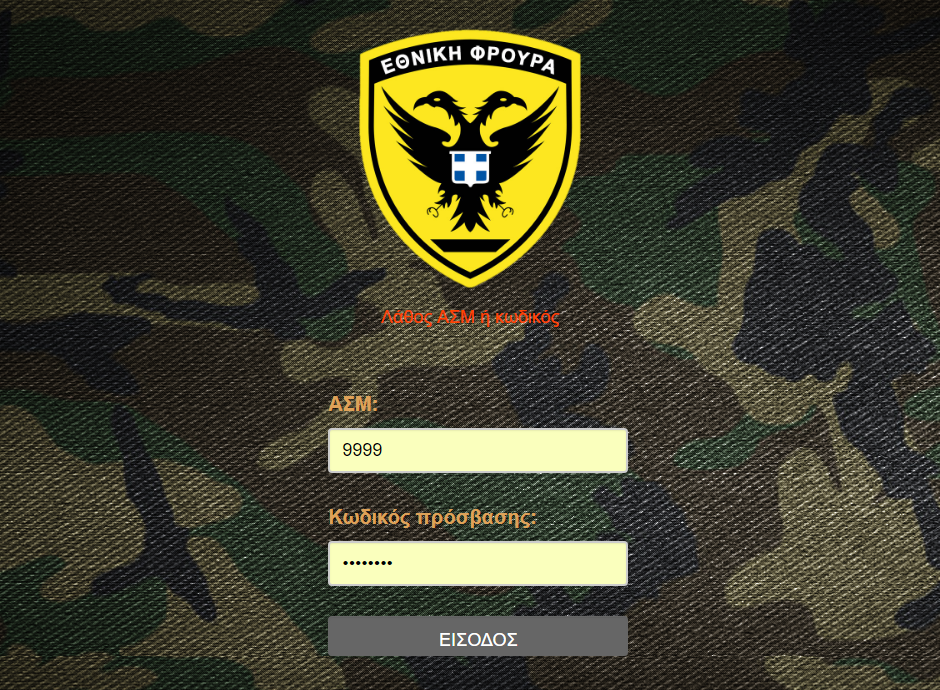 ΕΘΝΙΚΗ ΦΡΟΥΡΑ
Λάθος ΑΣΜ ή κωδικός
ΑΣΜ:
9999
Κωδικός πρόσβασης:
••••••••
ΕΙΣΟΔΟΣ